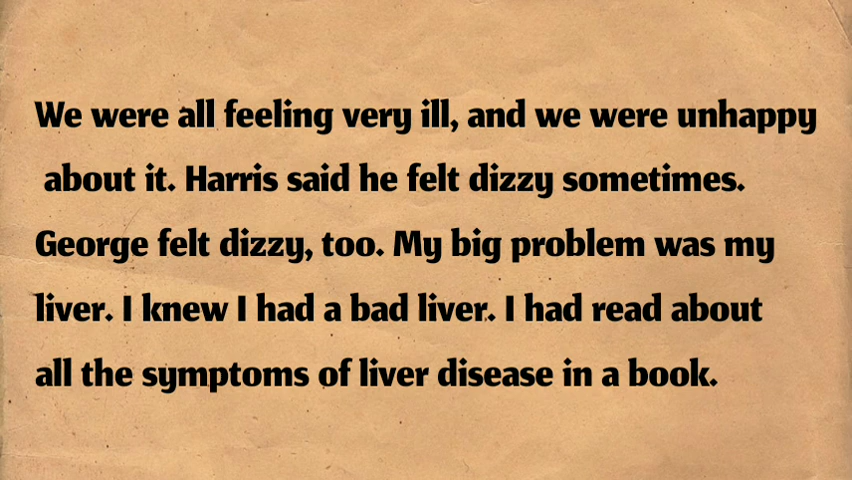 We were all feeling very ill, and we were unhappy
about it. Harris said he felt dizzy sometimes.
George felt dizzy, too. My big problem was my
liver. I knew I had a bad liver. I had read about
all the symptoms of liver disease in a book.